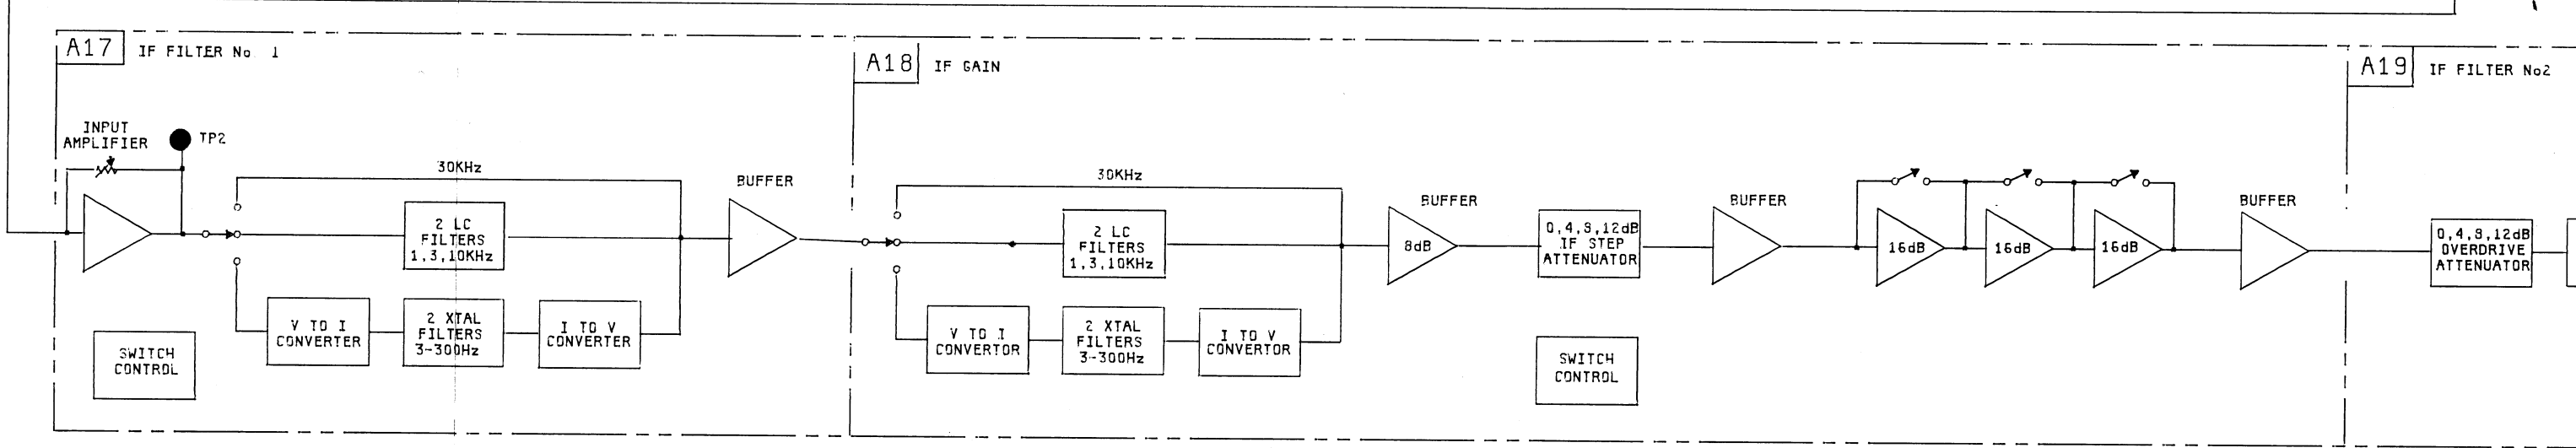 A17 IF FILTER No 1
INPUT
AMPLIFIER
TP2
30KHz
2 LC
FILTERS
1,3,10KHz
V TO I
CONVERTER
2 XTAL
FILTERS
3-300Hz
I TO V
CONVERTER
SWITCH
CONTROL
BUFFER
A18 IF GAIN
30KHz
2 LC
FILTERS
1,3,10KHz
V TO I
CONVERTOR
2 XTAL
FILTERS
3-300Hz
I TO V
CONVERTOR
BUFFER
8dB
0,4,8,12dB
IF STEP
ATTENUATOR
SWITCH
CONTROL
BUFFER
16dB
16dB
16dB
BUFFER
A19 IF FILTER No2
0,4,8,12dB
OVERDRIVE
ATTENUATOR